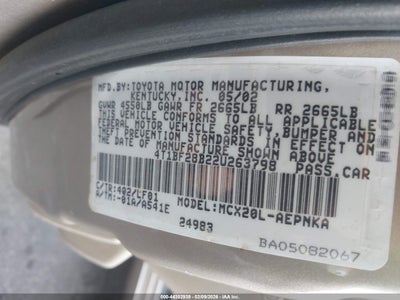 MFD.BY:TOYOTA MOTOR MANUFACTURING,
KENTUCKY,INC. 05/02
GVWR 4550LB GAWR FR 2665LB RR 2665LB
THIS VEHICLE CONFORMS TO ALL APPLICABLE
FEDERAL MOTOR VEHICLE SAFETY,BUMPER,AND
THEFT PREVENTION STANDARDS IN EFFECT ON
THE DATE OF MANUFACTURE SHOWN ABOVE.
4T1BF28B22U253798 PASS.CAR
C/TR:4Q2/LF01 MODEL:MCX20L-AEPNKA
/TM:-01A/A541E
24983
BA05082067